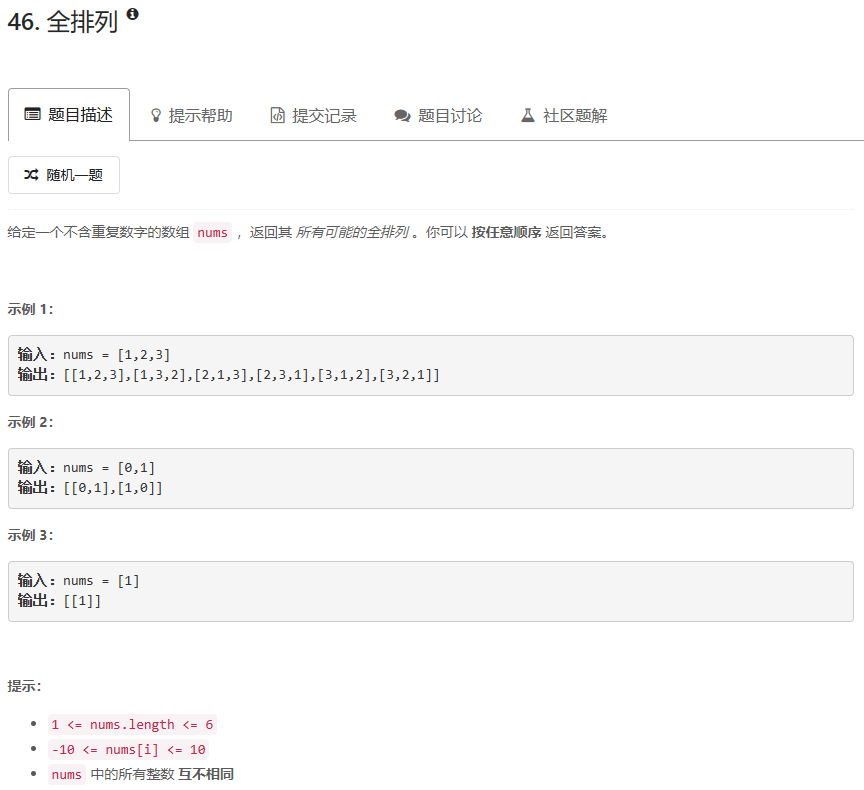 46. 全排列
题目描述
提示帮助
提交记录
题目讨论
社区题解
随机一题
给定一个不含重复数字的数组 nums ，返回其 所有可能的全排列 。你可以 按任意顺序 返回答案。
示例 1：
输入：nums = [1,2,3]
输出：[[1,2,3],[1,3,2],[2,1,3],[2,3,1],[3,1,2],[3,2,1]]
示例 2：
输入：nums = [0,1]
输出：[[0,1],[1,0]]
示例 3：
输入：nums = [1]
输出：[[1]]
提示：
1 <= nums.length <= 6
-10 <= nums[i] <= 10
nums 中的所有整数 互不相同